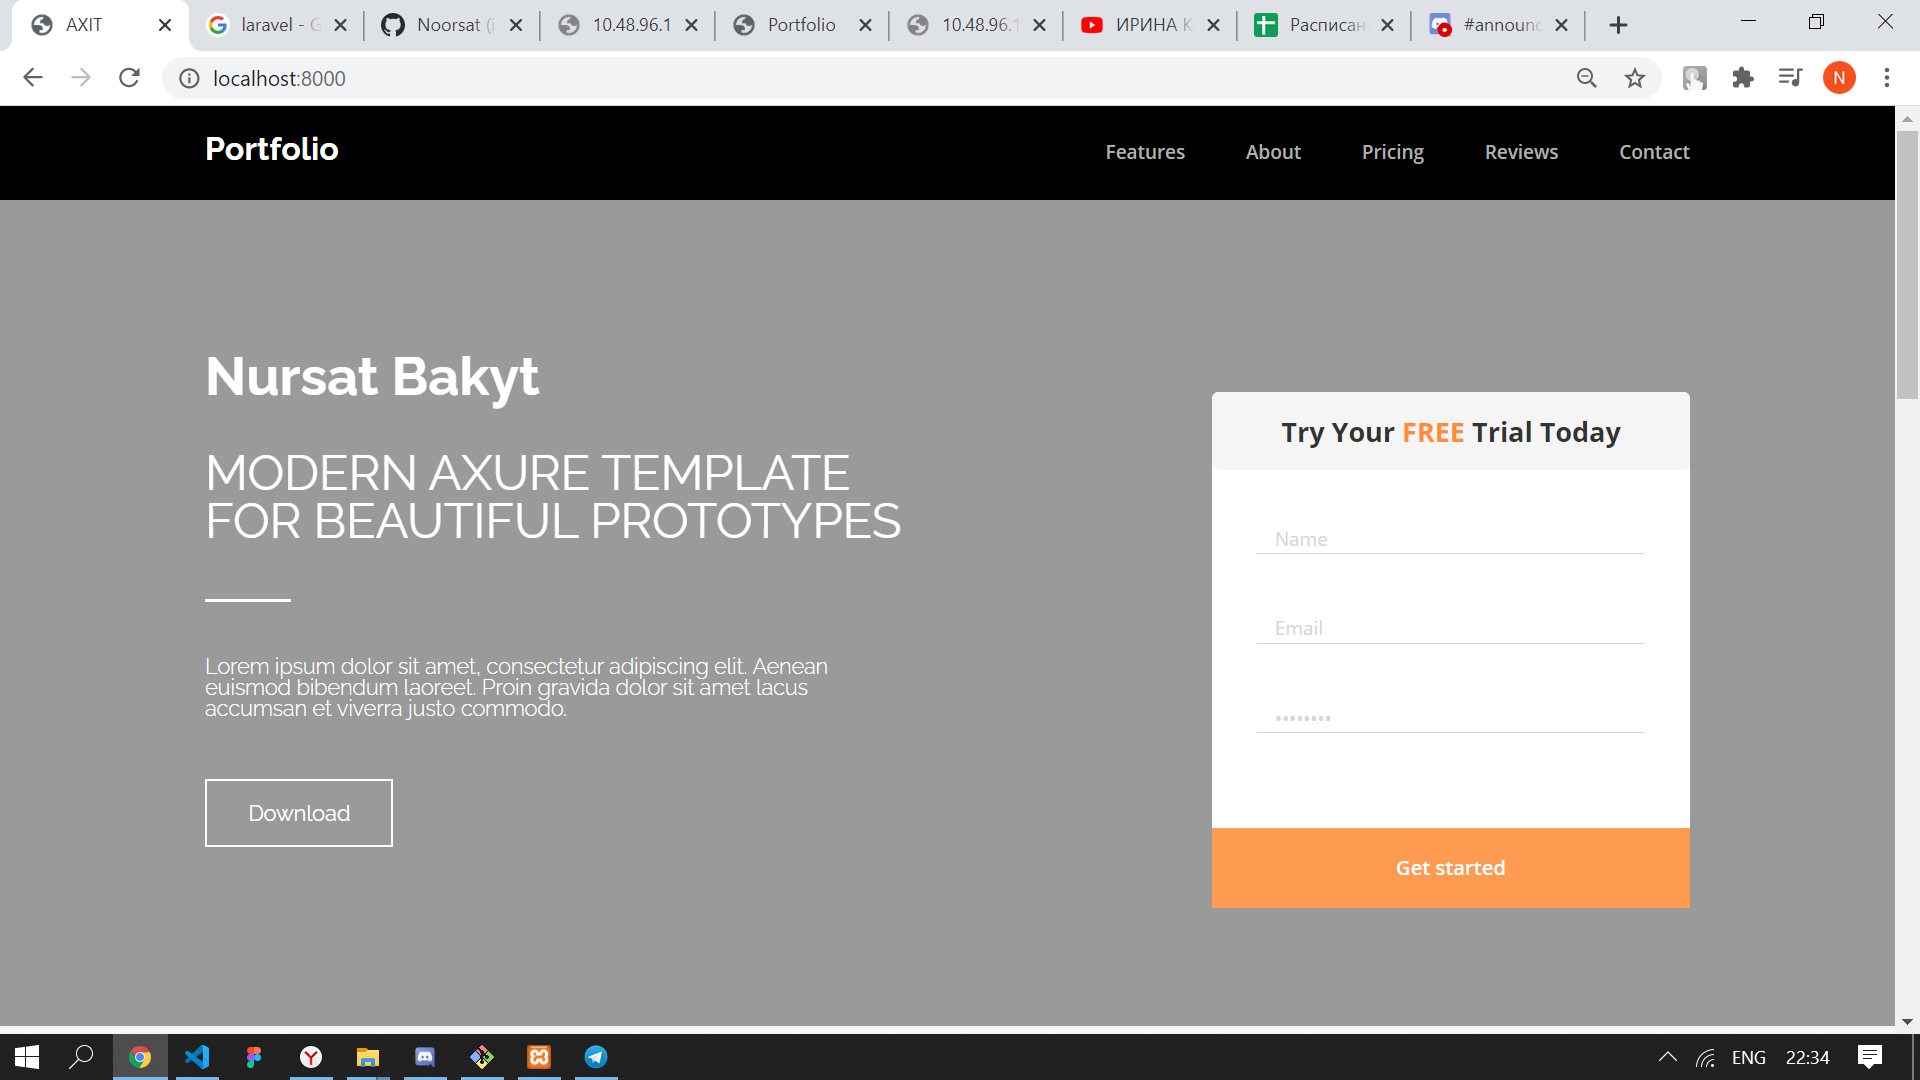 AXIT
laravel - G
Noorsat (i
10.48.96.1
Portfolio
10.48.96.1
ИРИНА К
Расписан
#announc
localhost:8000
N
Portfolio
Features
About
Pricing
Reviews
Contact
Nursat Bakyt
MODERN AXURE TEMPLATE
FOR BEAUTIFUL PROTOTYPES
Lorem ipsum dolor sit amet, consectetur adipiscing elit. Aenean
euismod bibendum laoreet. Proin gravida dolor sit amet lacus
accumsan et viverra justo commodo.
Download
Try Your FREE Trial Today
Name
Email
••••••••
Get started
ENG
22:34